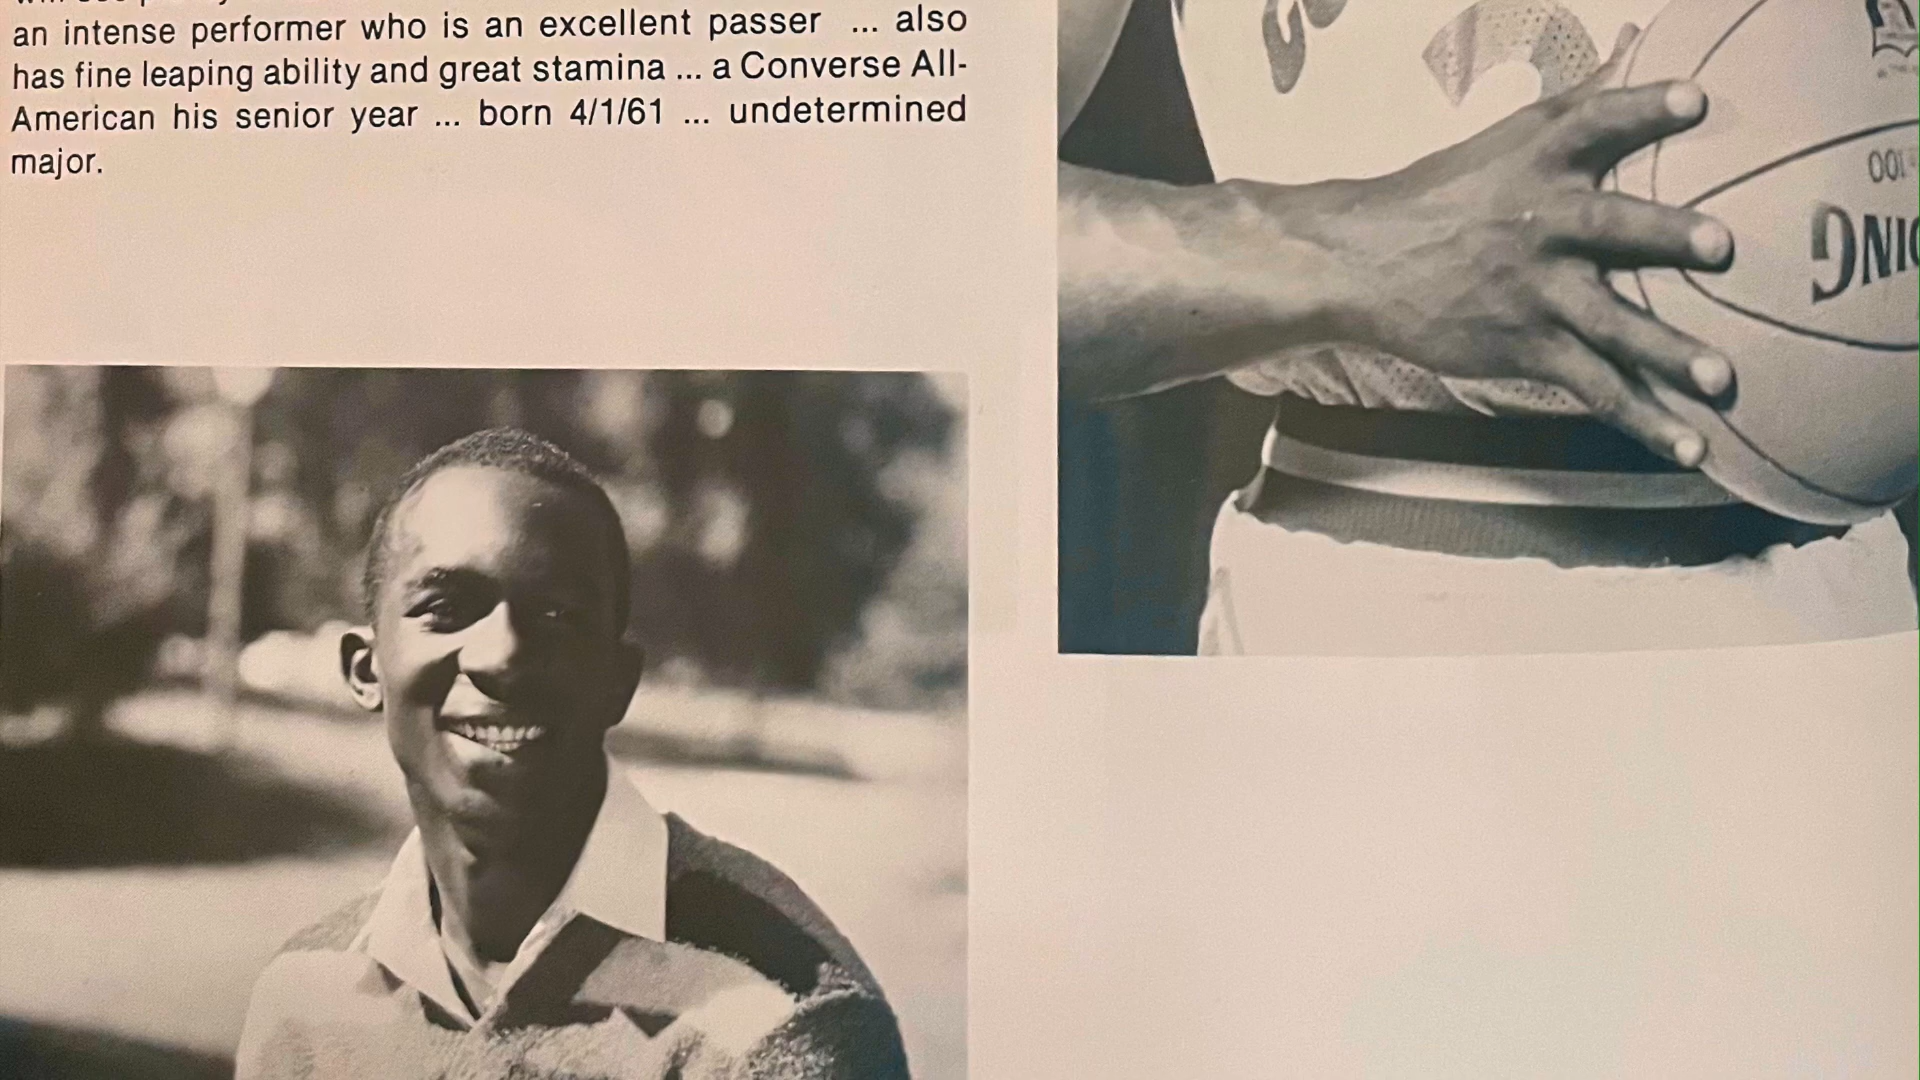 an intense performer who is an excellent passer ... also
has fine leaping ability and great stamina ... a Converse All-
American his senior year ... born 4/1/61 ... undetermined
major.
100